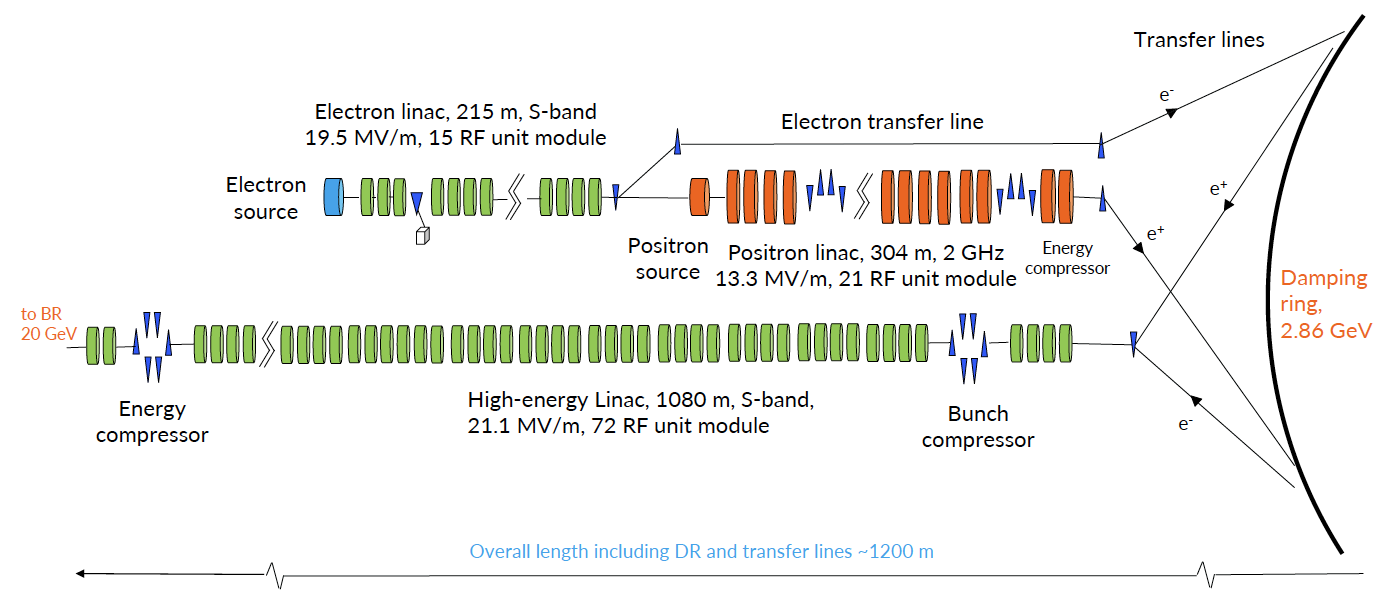 Transfer lines
e-
Electron linac, 215 m, S-band
19.5 MV/m, 15 RF unit module
Electron transfer line
Electron
source
e+
e+
Positron
source
Positron linac, 304 m, 2 GHz
13.3 MV/m, 21 RF unit module
Energy
compressor
Damping
ring,
2.86 GeV
to BR
20 GeV
Energy
compressor
High-energy Linac, 1080 m, S-band,
21.1 MV/m, 72 RF unit module
Bunch
compressor
e-
Overall length including DR and transfer lines ~1200 m